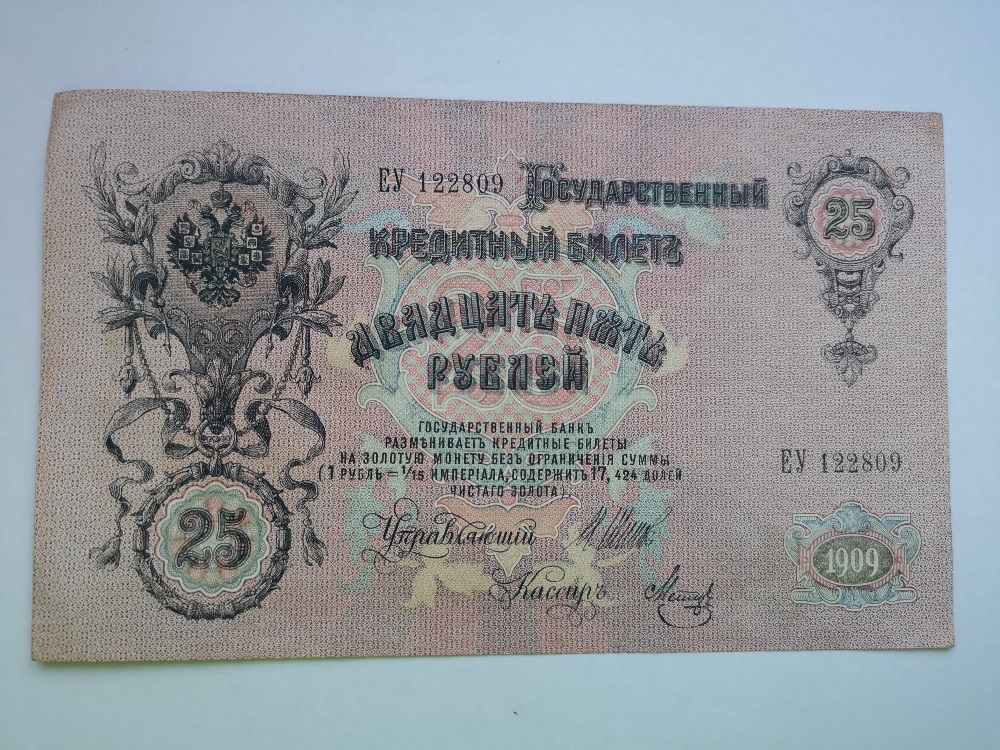 ЕУ 122809 Государственный
Кредитный Билетъ
25
Двадцать пять
Рублей
Государственный Банкъ
размѣниваетъ кредитные билеты
на золотую монету безъ ограниченія суммы
(1 рубль = 1/15 имперіала, содержитъ 17,424 долей
чистаго золота).
ЕУ 122809
25
Управляющій
1909
Кассиръ